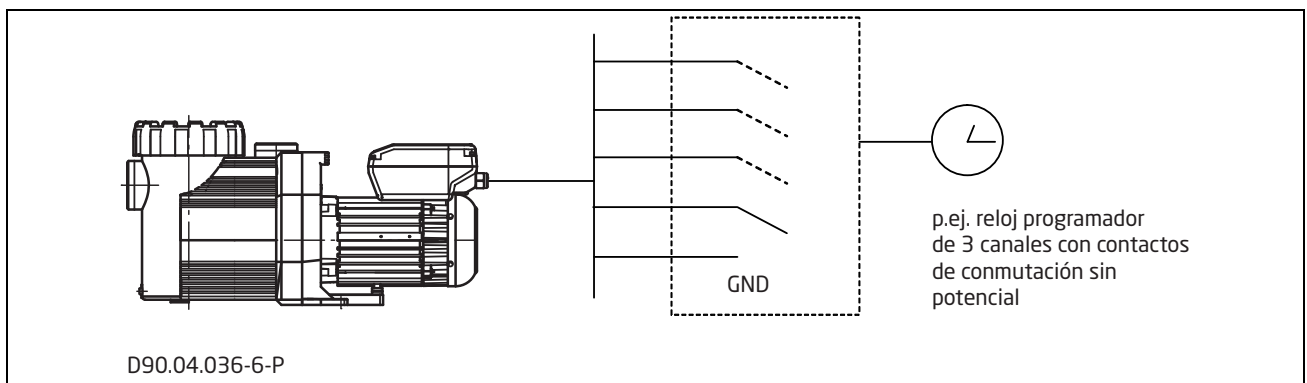 GND
p.ej. reloj programador
de 3 canales con contactos
de conmutación sin
potencial
D90.04.036-6-P